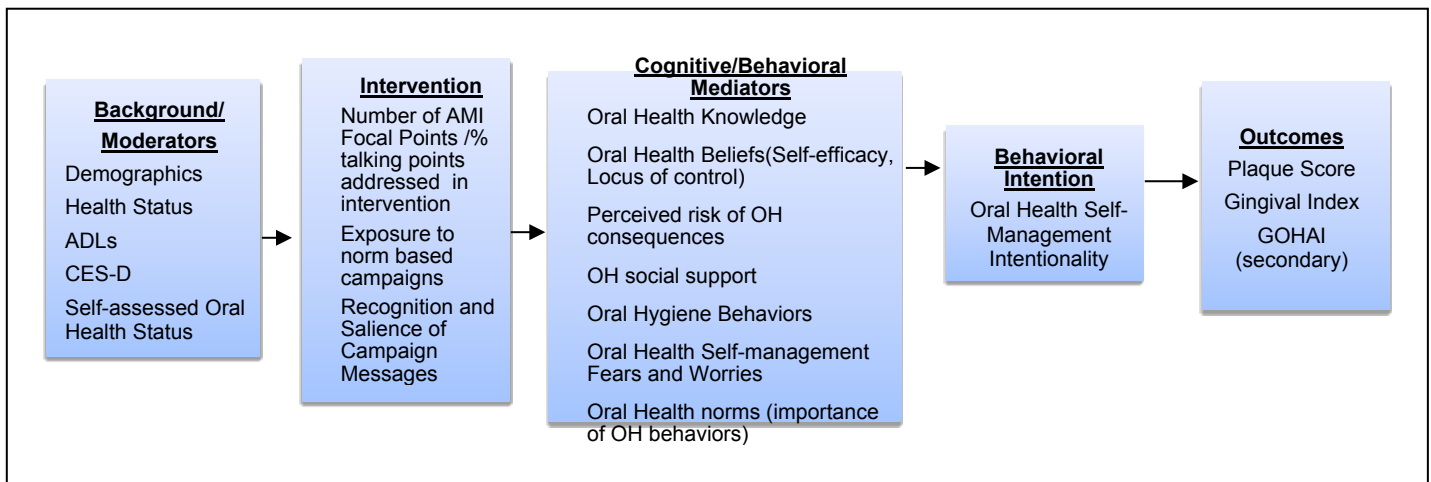 Background/
Moderators
Demographics
Health Status
ADLs
CES-D
Self-assessed Oral
Health Status
Intervention
Number of AMI
Focal Points /%
talking points
addressed in
intervention
Exposure to
norm based
campaigns
Recognition and
Salience of
Campaign
Messages
Cognitive/Behavioral
Mediators
Oral Health Knowledge
Oral Health Beliefs(Self-efficacy,
Locus of control)
Perceived risk of OH
consequences
OH social support
Oral Hygiene Behaviors
Oral Health Self-management
Fears and Worries
Oral Health norms (importance
of OH behaviors)
Behavioral
Intention
Oral Health Self-
Management
Intentionality
Outcomes
Plaque Score
Gingival Index
GOHAI
(secondary)